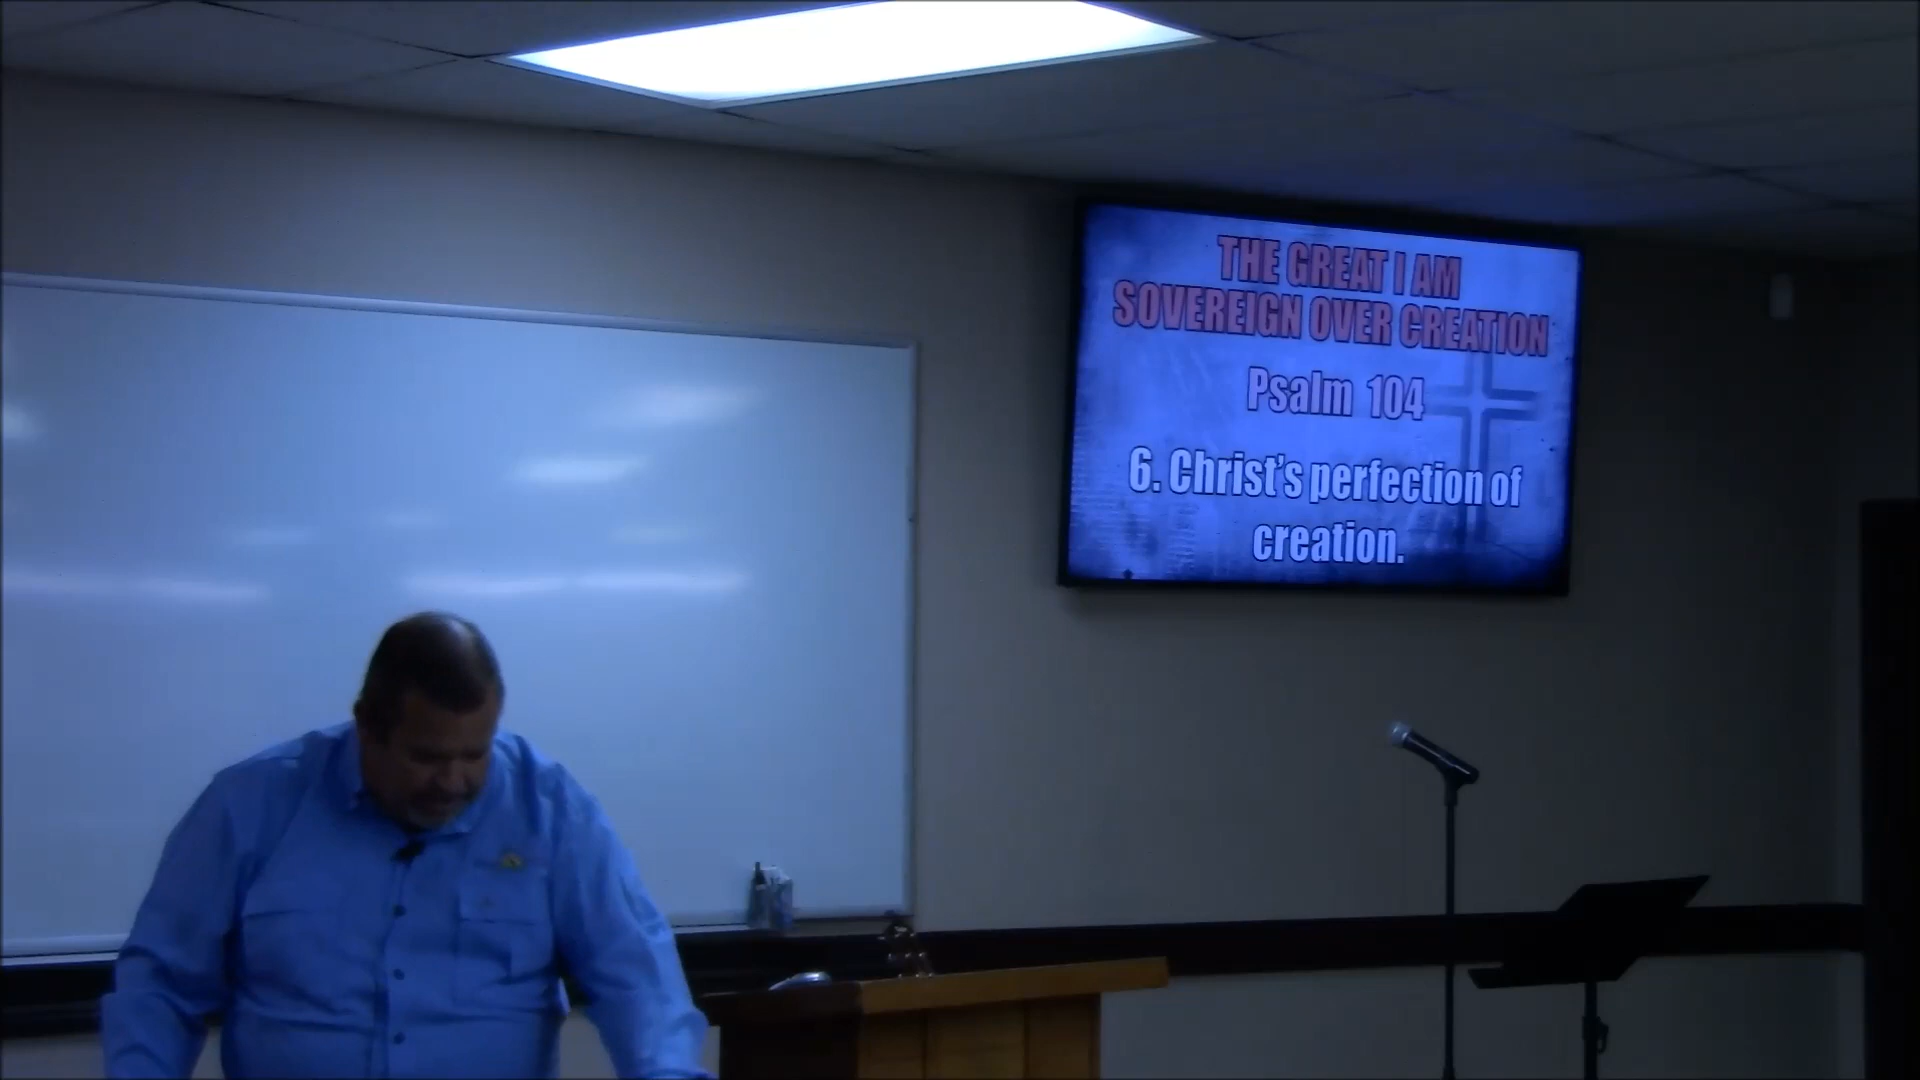 THE GREAT I AM
SOVEREIGN OVER CREATION
Psalm 104
6. Christ's perfection of
creation.